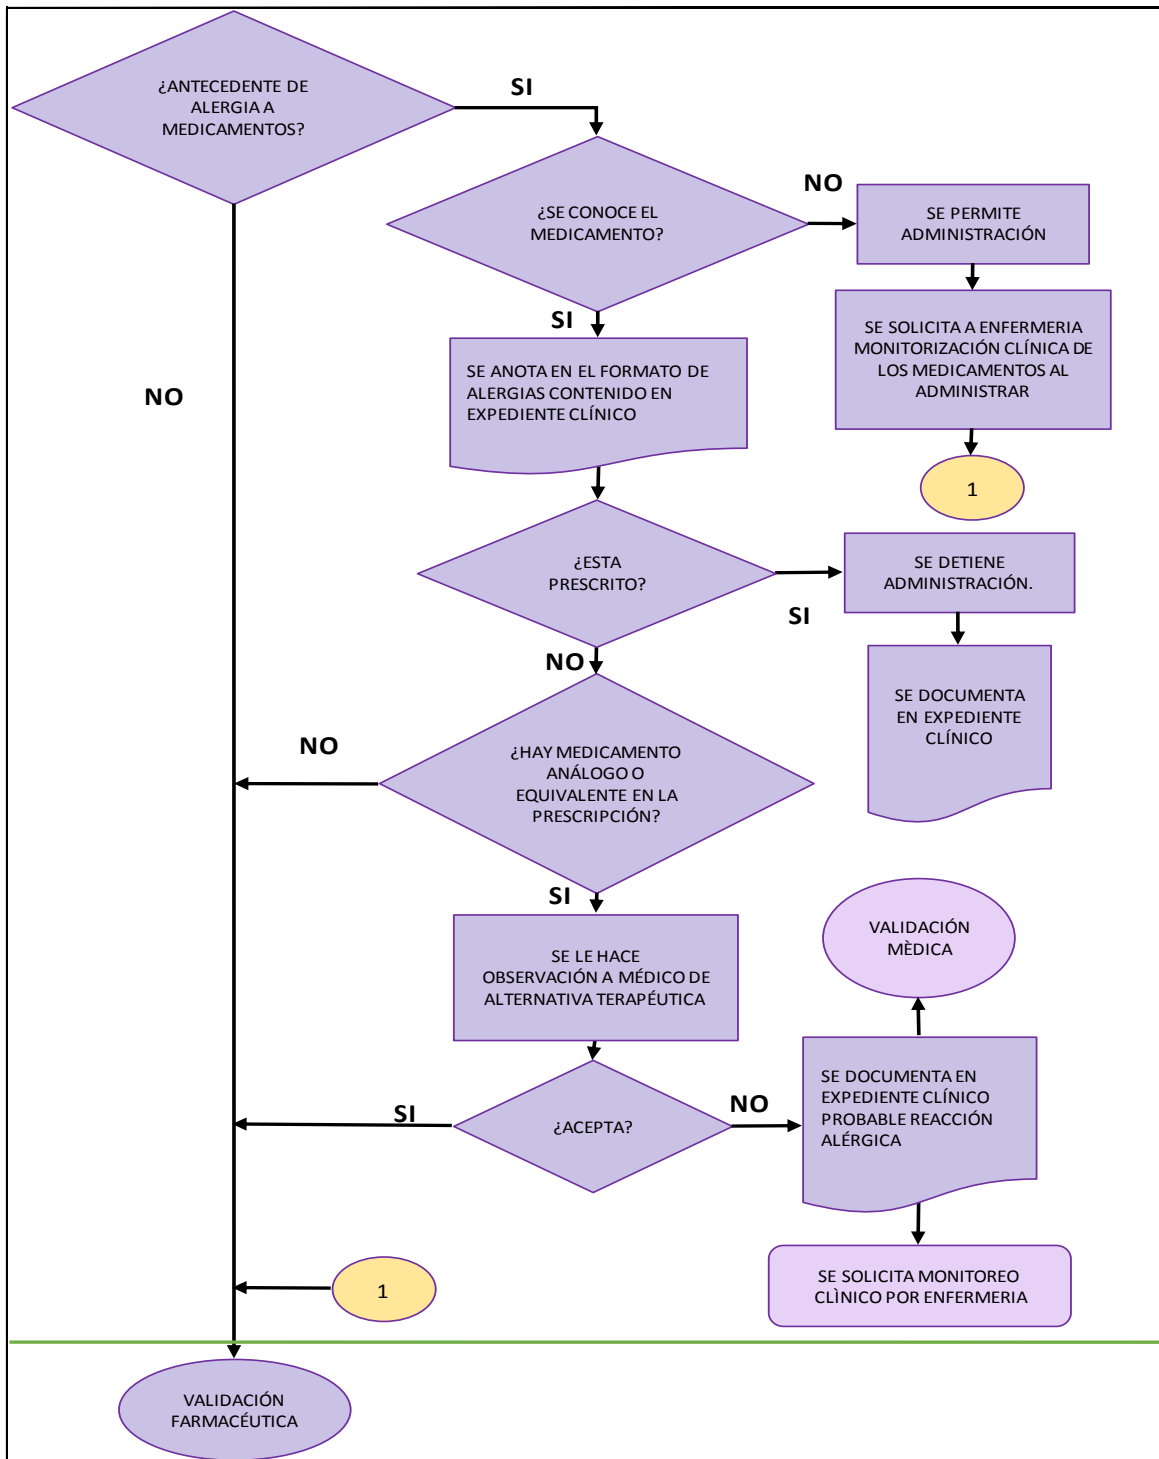 ¿ANTECEDENTE DE
ALERGIA A
MEDICAMENTOS?
SI
¿SE CONOCE EL
MEDICAMENTO?
NO
SE PERMITE
ADMINISTRACIÓN
SE SOLICITA A ENFERMERIA
MONITORIZACIÓN CLÍNICA DE
LOS MEDICAMENTOS AL
ADMINISTRAR
1
SI
SE ANOTA EN EL FORMATO DE
ALERGIAS CONTENIDO EN
EXPEDIENTE CLÍNICO
NO
¿ESTA
PRESCRITO?
SI
SE DETIENE
ADMINISTRACIÓN.
SE DOCUMENTA
EN EXPEDIENTE
CLÍNICO
NO
¿HAY MEDICAMENTO
ANÁLOGO O
EQUIVALENTE EN LA
PRESCRIPCIÓN?
NO
SI
SE LE HACE
OBSERVACIÓN A MÉDICO DE
ALTERNATIVA TERAPÉUTICA
VALIDACIÓN
MÈDICA
¿ACEPTA?
SI
NO
SE DOCUMENTA EN
EXPEDIENTE CLÍNICO
PROBABLE REACCIÓN
ALÉRGICA
SE SOLICITA MONITOREO
CLÌNICO POR ENFERMERIA
1
VALIDACIÓN
FARMACÉUTICA